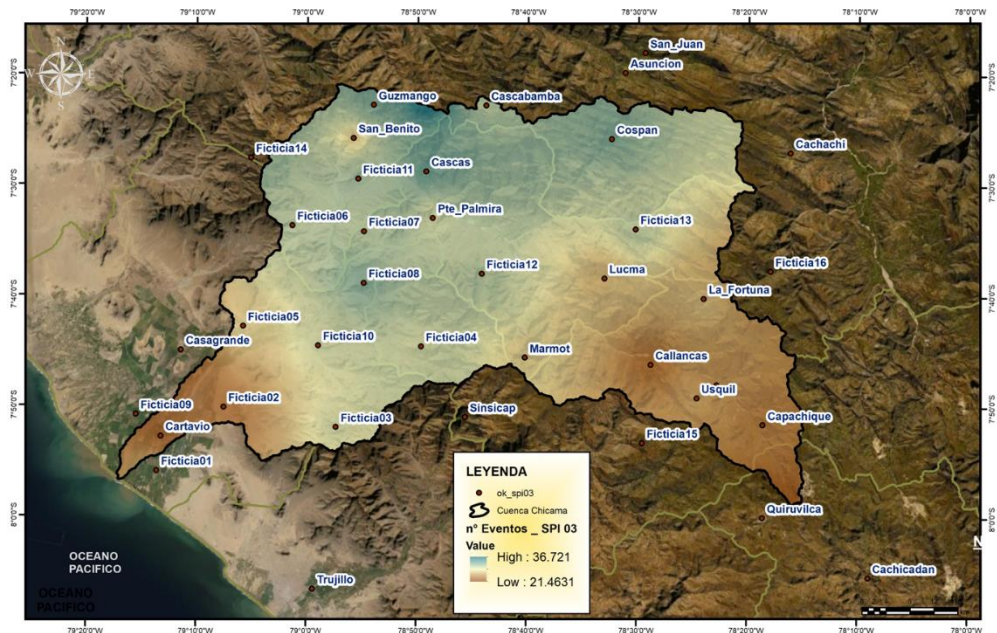 79°20'0"W 79°10'0"W 79°0'0"W 78°50'0"W 78°40'0"W 78°30'0"W 78°20'0"W 78°10'0"W 78°0'0"W
N
W E
S
7°20'0"S
7°20'0"S
San_Juan
Asuncion
Guzmango
Cascabamba
San_Benito
Cospan
Cachachi
Ficticia14
Cascas
Ficticia11
7°30'0"S
7°30'0"S
Pte_Palmira
Ficticia06
Ficticia07
Ficticia13
Ficticia12
Lucma
Ficticia16
Ficticia08
7°40'0"S
7°40'0"S
La_Fortuna
Ficticia05
Casagrande
Ficticia10
Ficticia04
Marmot
Callancas
Usquil
7°50'0"S
7°50'0"S
Ficticia09
Ficticia02
Cartavio
Ficticia03
Sinsicap
Capachique
Ficticia15
Ficticia01
8°0'0"S
8°0'0"S
Quiruvilca
LEYENDA
ok_spi03
Cuenca Chicama
nº Eventos _ SPI 03
Value
High : 36.721
Low : 21.4631
N
OCEANO
PACIFICO
Trujillo
Cachicadan
OCEANO
PACIFICO
79°20'0"W 79°10'0"W 79°0'0"W 78°50'0"W 78°40'0"W 78°30'0"W 78°20'0"W 78°10'0"W 78°0'0"W